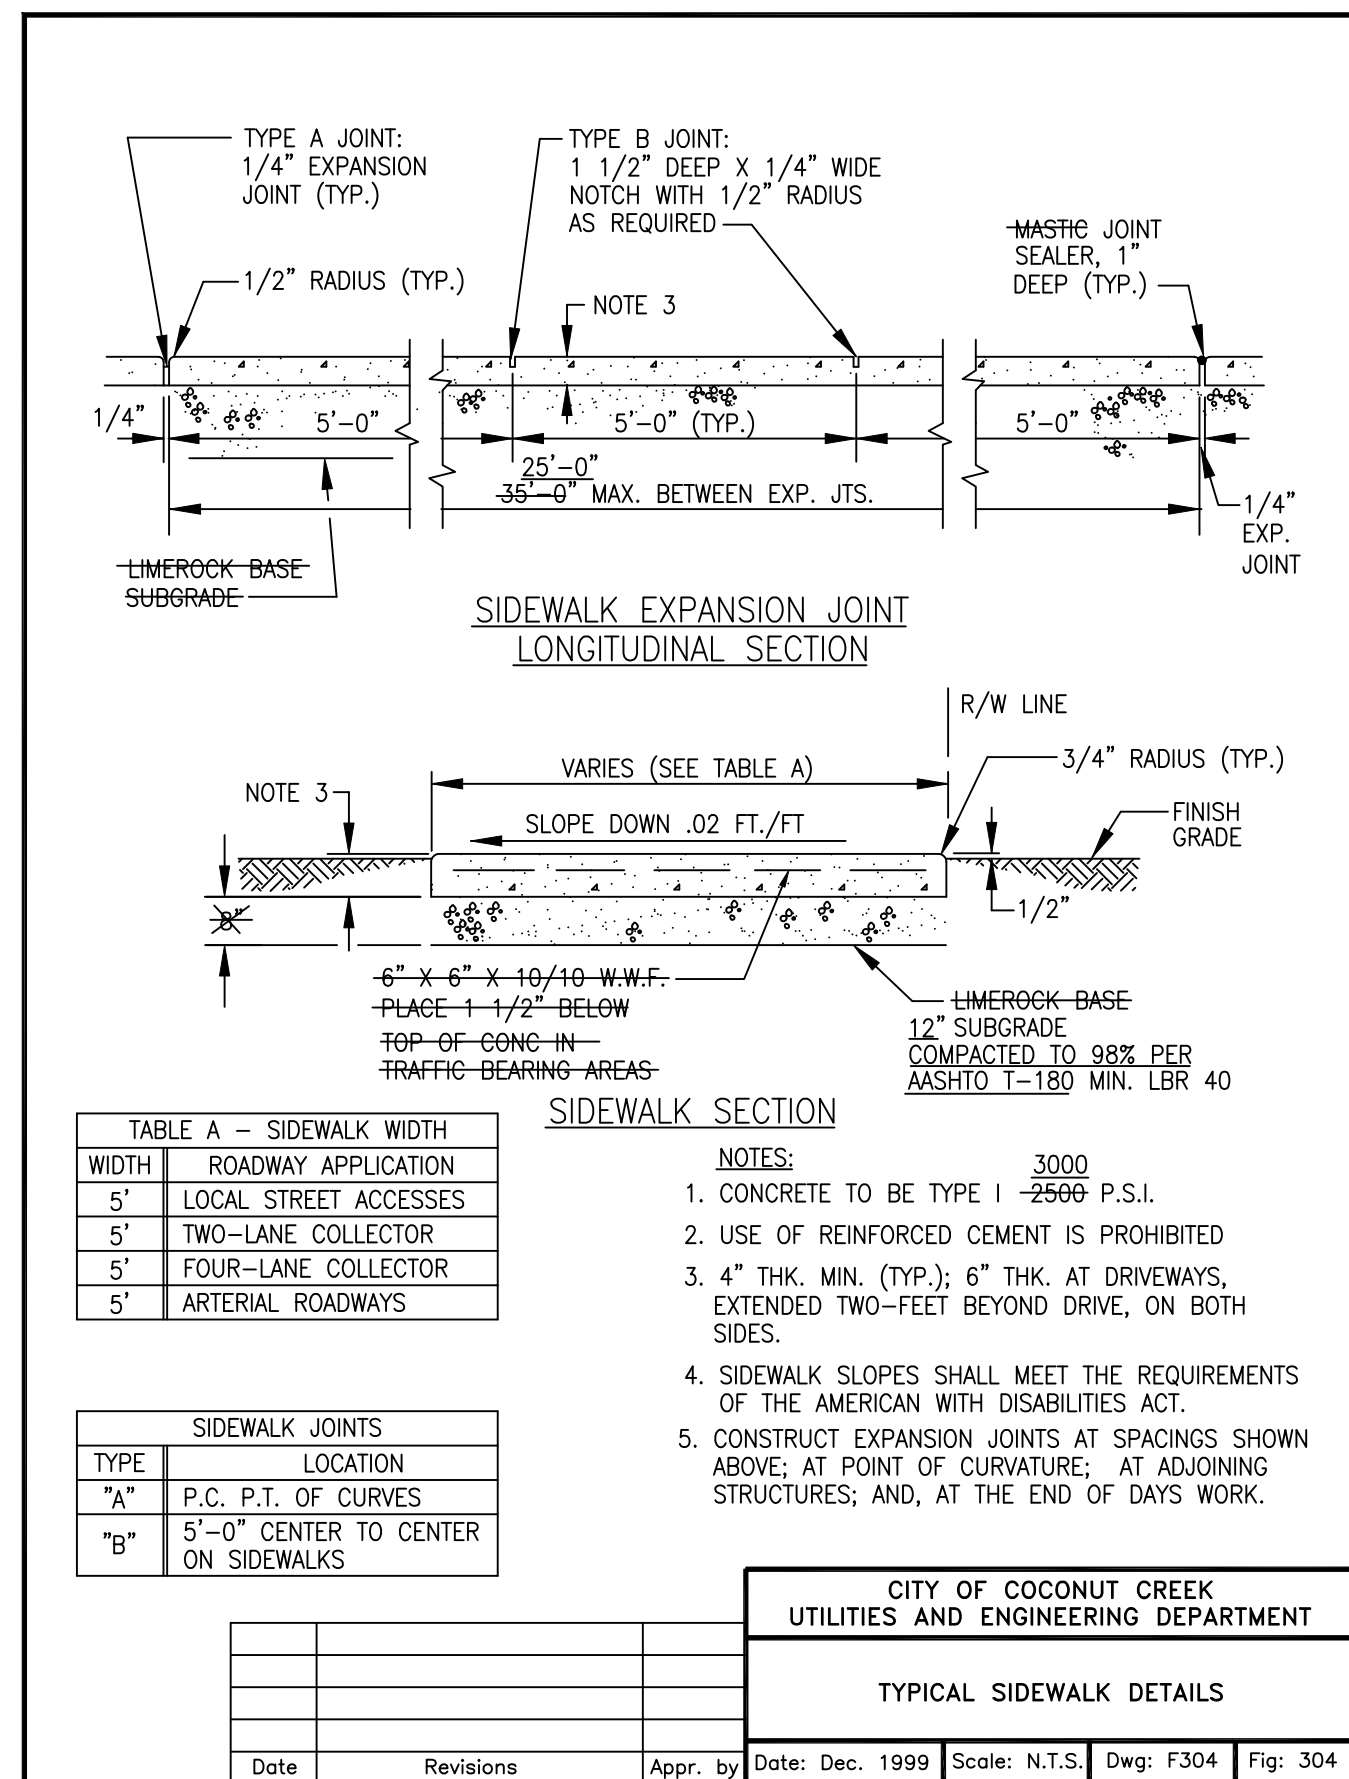 TYPE A JOINT:
1/4" EXPANSION
JOINT (TYP.)
TYPE B JOINT:
1 1/2" DEEP X 1/4" WIDE
NOTCH WITH 1/2" RADIUS
AS REQUIRED
MASTIC JOINT
SEALER, 1"
DEEP (TYP.)
1/2" RADIUS (TYP.)
NOTE 3
1/4"
5'-0"
5'-0" (TYP.)
5'-0"
25'-0"
35'-0" MAX. BETWEEN EXP. JTS.
1/4"
EXP.
JOINT
LIMEROCK BASE
SUBGRADE
SIDEWALK EXPANSION JOINT
LONGITUDINAL SECTION
R/W LINE
VARIES (SEE TABLE A)
3/4" RADIUS (TYP.)
NOTE 3
SLOPE DOWN .02 FT./FT
FINISH
GRADE
8"
1/2"
6" X 6" X 10/10 W.W.F.
PLACE 1 1/2" BELOW
TOP OF CONC IN
TRAFFIC BEARING AREAS
LIMEROCK BASE
12" SUBGRADE
COMPACTED TO 98% PER
AASHTO T-180 MIN. LBR 40
SIDEWALK SECTION
TABLE A - SIDEWALK WIDTH
WIDTH ROADWAY APPLICATION
5' LOCAL STREET ACCESSES
5' TWO-LANE COLLECTOR
5' FOUR-LANE COLLECTOR
5' ARTERIAL ROADWAYS
NOTES:
3000
1. CONCRETE TO BE TYPE I 2500 P.S.I.
2. USE OF REINFORCED CEMENT IS PROHIBITED
3. 4" THK. MIN. (TYP.); 6" THK. AT DRIVEWAYS,
EXTENDED TWO-FEET BEYOND DRIVE, ON BOTH
SIDES.
4. SIDEWALK SLOPES SHALL MEET THE REQUIREMENTS
OF THE AMERICAN WITH DISABILITIES ACT.
5. CONSTRUCT EXPANSION JOINTS AT SPACINGS SHOWN
ABOVE; AT POINT OF CURVATURE; AT ADJOINING
STRUCTURES; AND, AT THE END OF DAYS WORK.
SIDEWALK JOINTS
TYPE LOCATION
"A" P.C. P.T. OF CURVES
"B" 5'-0" CENTER TO CENTER
ON SIDEWALKS
CITY OF COCONUT CREEK
UTILITIES AND ENGINEERING DEPARTMENT
TYPICAL SIDEWALK DETAILS
Date Revisions Appr. by
Date: Dec. 1999 Scale: N.T.S. Dwg: F304 Fig: 304